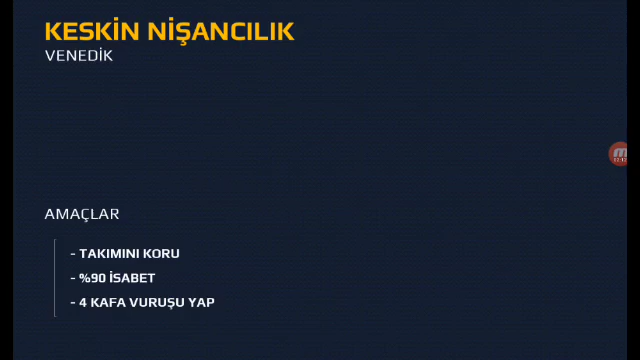 KESKİN NİŞANCILIK
VENEDİK
AMAÇLAR
- TAKIMINI KORU
- %90 İSABET
- 4 KAFA VURUŞU YAP